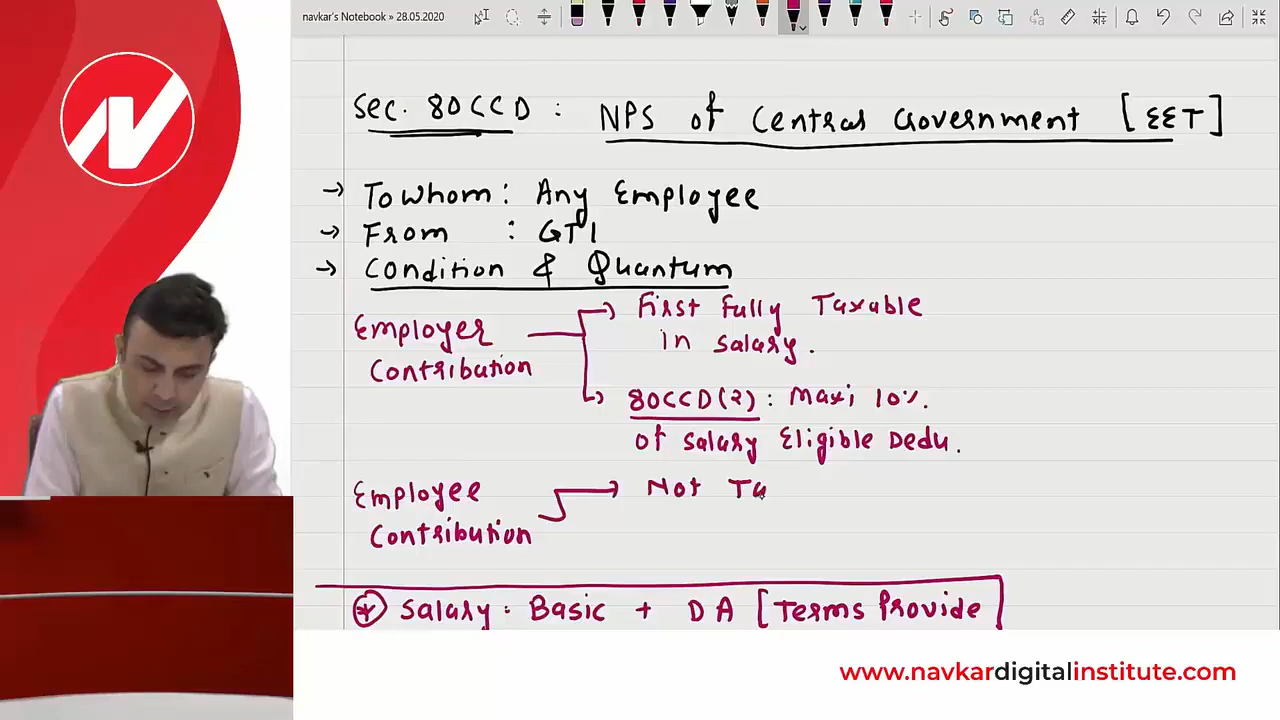 navkar's Notebook » 28.05.2020
Sec. 80CCD : NPS of Central Government [EET]
→ To whom : Any Employee
→ From : GTI
→ Condition & Quantum
Employer Contribution → First Fully Taxable
in Salary.
→ 80CCD(2) : Maxi 10%
of Salary Eligible Dedu.
Employee Contribution → Not Ta
* Salary : Basic + DA [Terms Provide]
www.navkardigitalinstitute.com